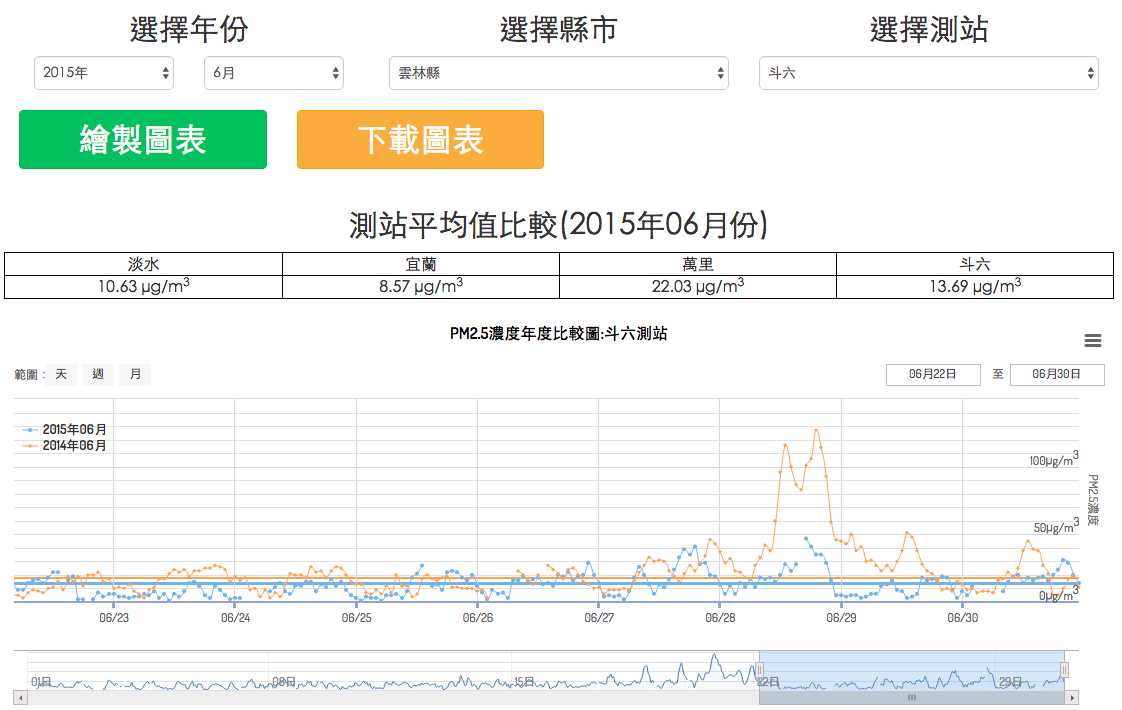 選擇年份 選擇縣市 選擇測站
2015年 6月 雲林縣 斗六
繪製圖表 下載圖表
測站平均值比較(2015年06月份)
淡水 宜蘭 萬里 斗六
10.63 μg/m3 8.57 μg/m3 22.03 μg/m3 13.69 μg/m3
PM2.5濃度年度比較圖:斗六測站
範圍: 天 週 月 06月22日 至 06月30日
2015年06月
2014年06月
100μg/m3
50μg/m3
0μg/m3
PM2.5濃度
06/23 06/24 06/25 06/26 06/27 06/28 06/29 06/30
01日 08日 15日 22日 29日